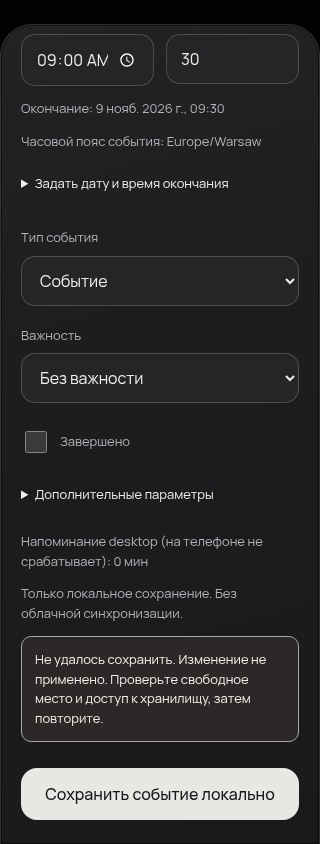 09:00 AM
30
Окончание: 9 нояб. 2026 г., 09:30
Часовой пояс события: Europe/Warsaw
Задать дату и время окончания
Тип события
Событие
Важность
Без важности
Завершено
Дополнительные параметры
Напоминание desktop (на телефоне не
срабатывает): 0 мин
Только локальное сохранение. Без
облачной синхронизации.
Не удалось сохранить. Изменение не
применено. Проверьте свободное
место и доступ к хранилищу, затем
повторите.
Сохранить событие локально